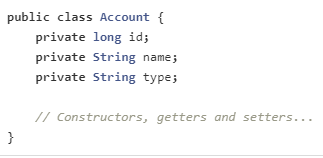 public class Account {
    private long id;
    private String name;
    private String type;

    // Constructors, getters and setters...
}